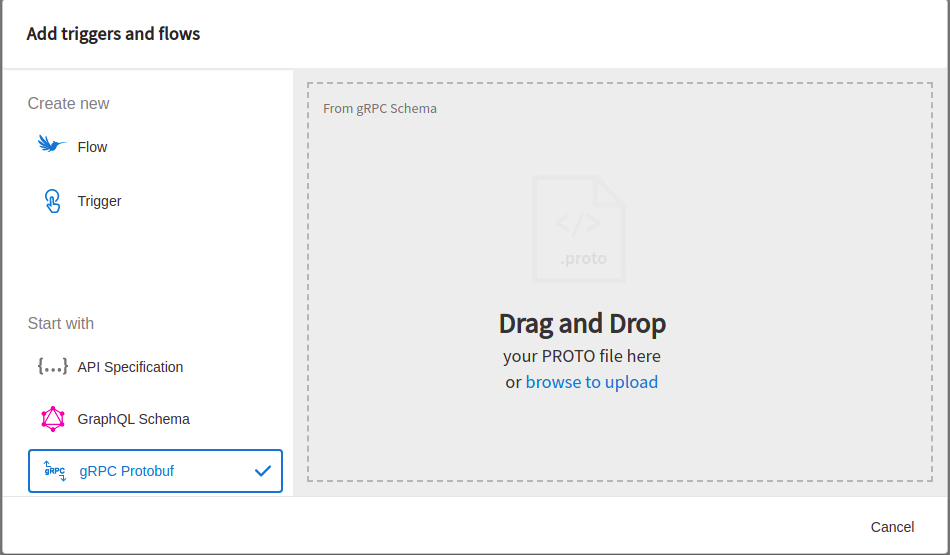 Add triggers and flows
Create new
Flow
Trigger
Start with
{...} API Specification
GraphQL Schema
gRPC gRPC Protobuf
From gRPC Schema
</>
.proto
Drag and Drop
your PROTO file here
or browse to upload
Cancel